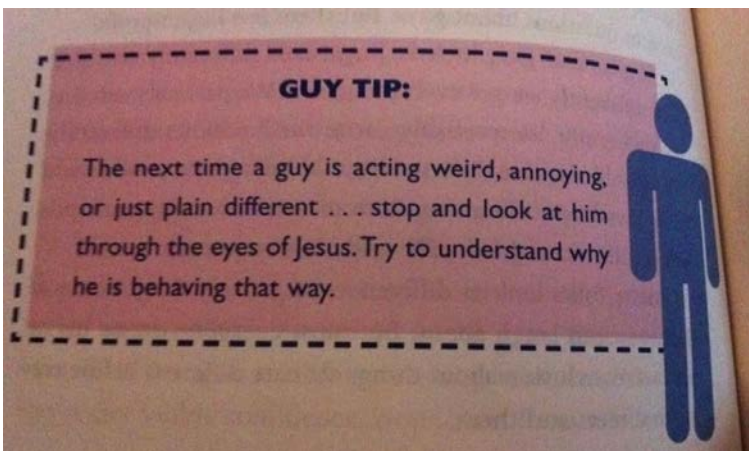 GUY TIP:
The next time a guy is acting weird, annoying,
or just plain different . . . stop and look at him
through the eyes of Jesus. Try to understand why
he is behaving that way.